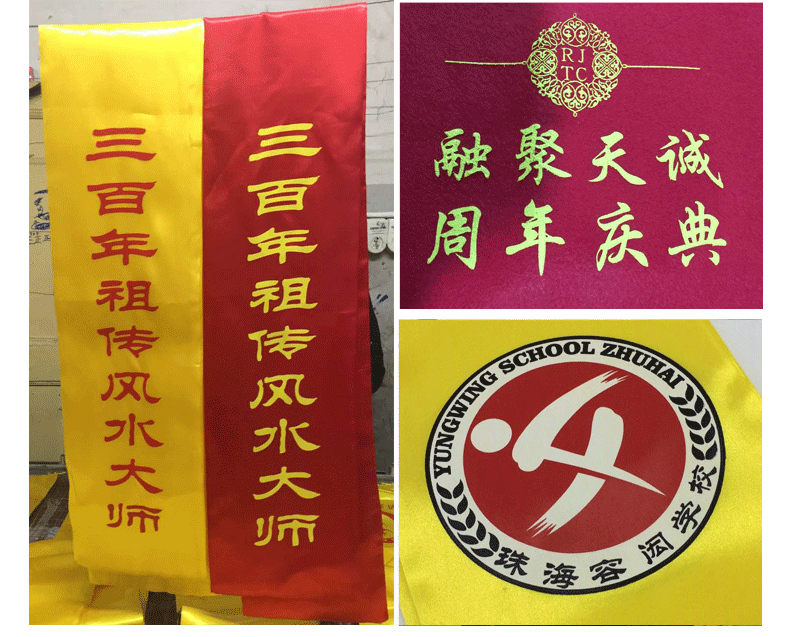 三百年祖传风水大师
三百年祖传风水大师
RJ
TC
融聚天诚
周年庆典
YUNGWING SCHOOL ZHUHAI
珠海容闳学校